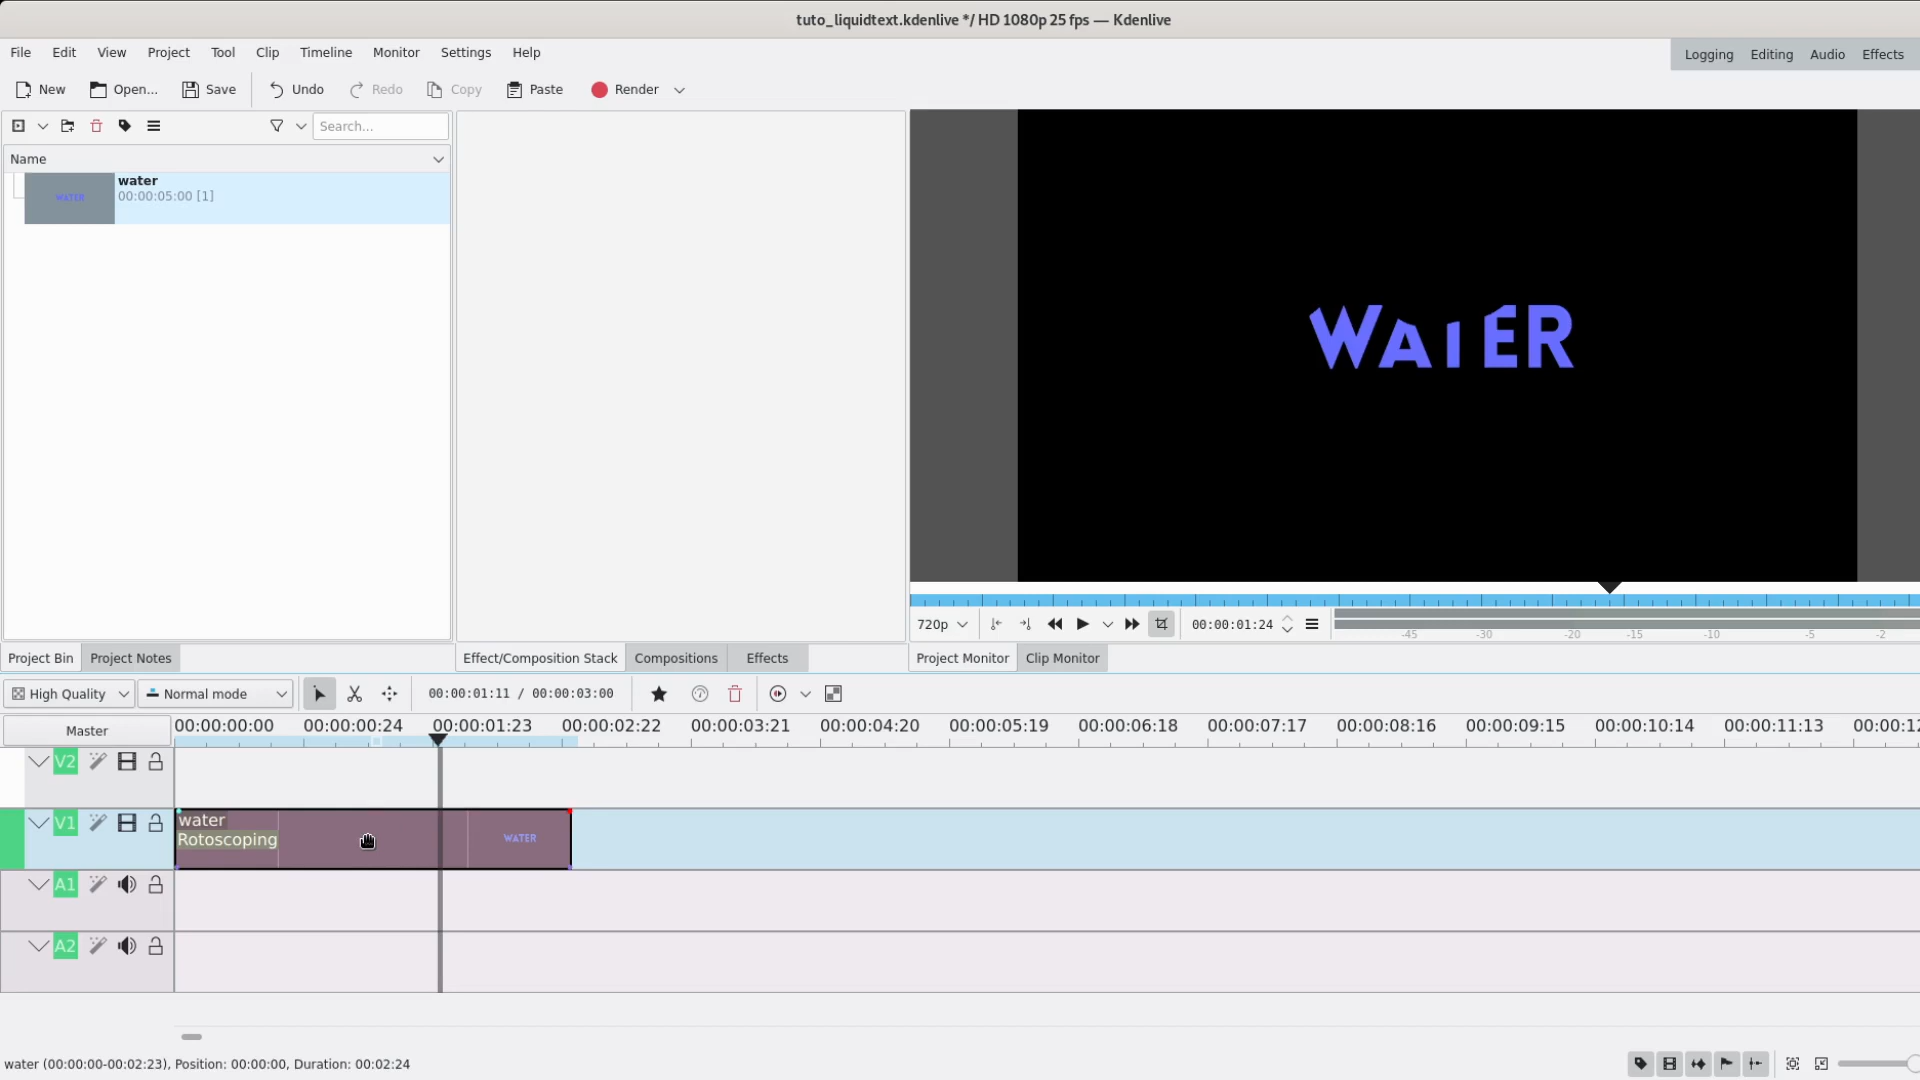 tuto_liquidtext.kdenlive */ HD 1080p 25 fps — Kdenlive
File Edit View Project Tool Clip Timeline Monitor Settings Help
Logging Editing Audio Effects
New Open... Save Undo Redo Copy Paste Render
Search...
Name
WATER
water
00:00:05:00 [1]
WATER
720p 00:00:01:24
-45 -30 -20 -15 -10 -5 -2
Project Bin Project Notes Effect/Composition Stack Compositions Effects Project Monitor Clip Monitor
High Quality Normal mode 00:00:01:11 / 00:00:03:00
Master 00:00:00:00 00:00:00:24 00:00:01:23 00:00:02:22 00:00:03:21 00:00:04:20 00:00:05:19 00:00:06:18 00:00:07:17 00:00:08:16 00:00:09:15 00:00:10:14 00:00:11:13 00:00:12
V2
V1
water
Rotoscoping
WATER
A1
A2
water (00:00:00-00:02:23), Position: 00:00:00, Duration: 00:02:24